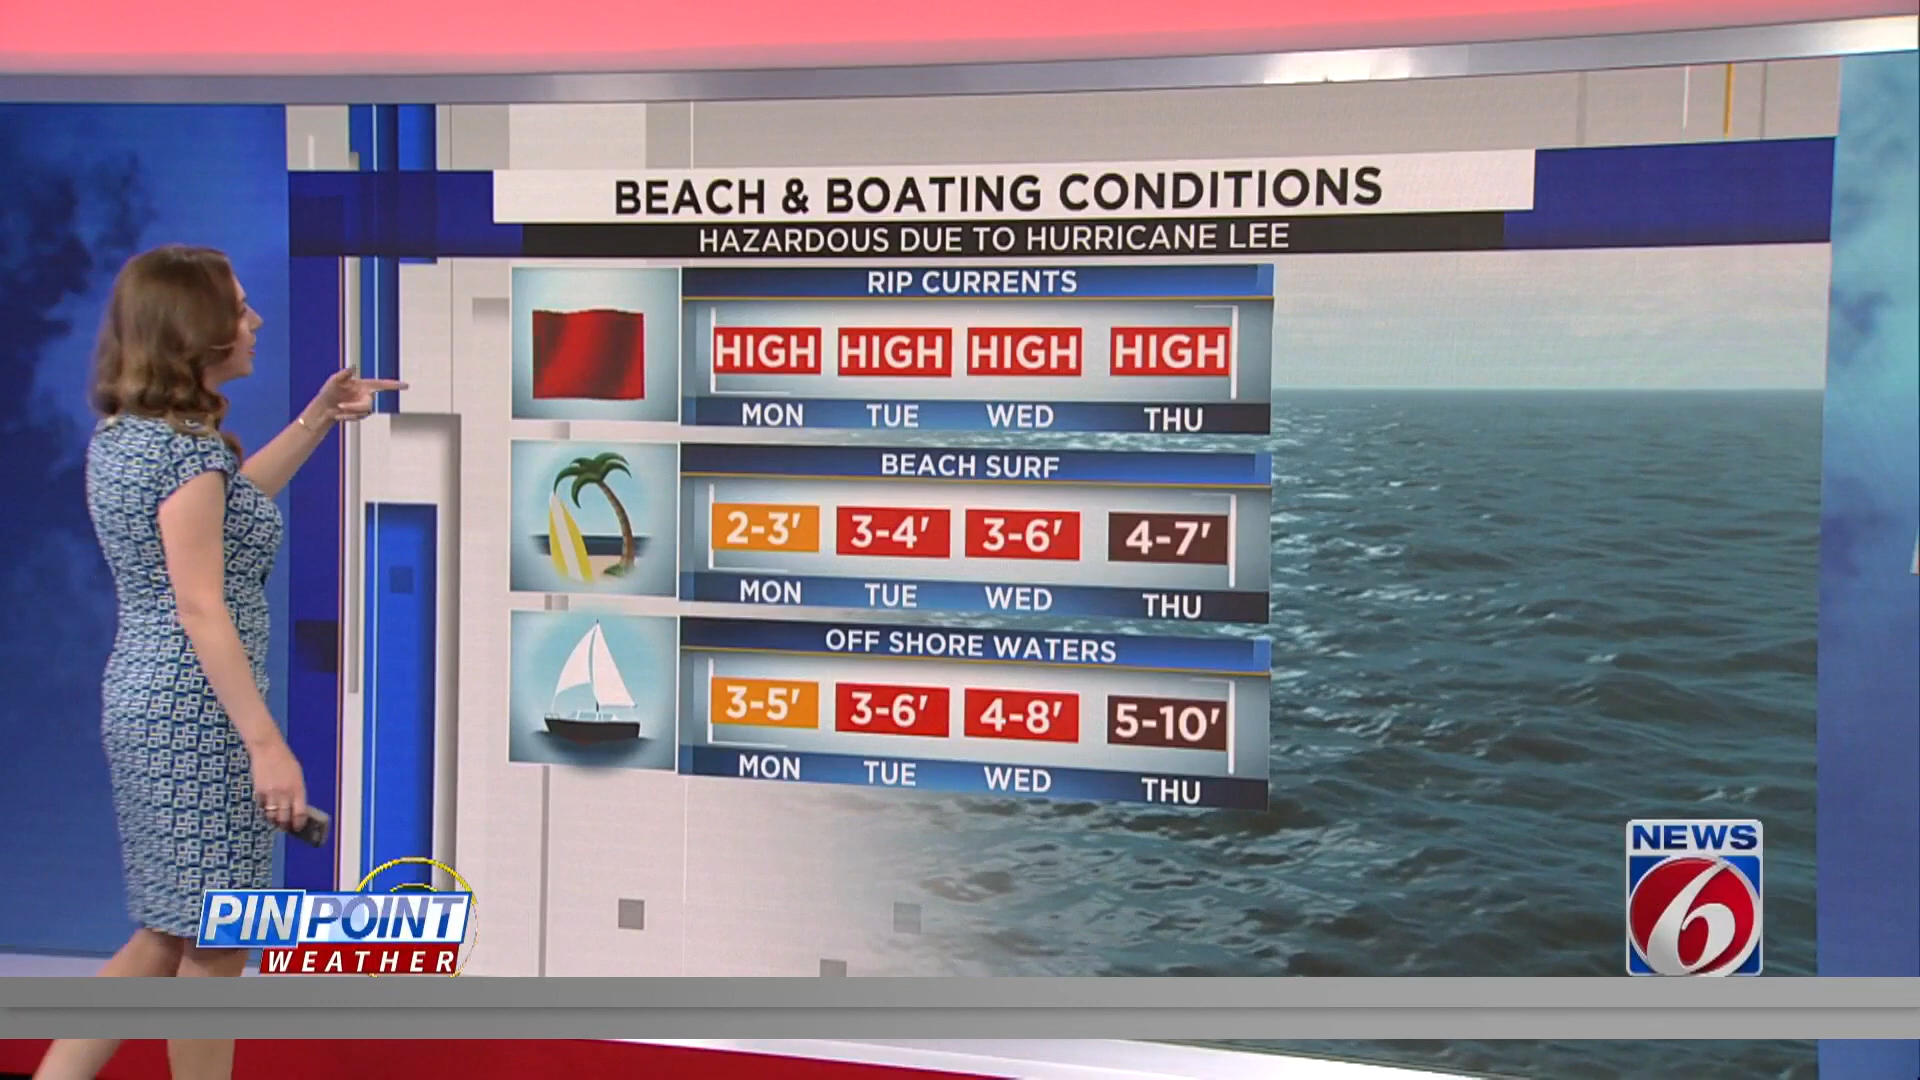 BEACH & BOATING CONDITIONS
HAZARDOUS DUE TO HURRICANE LEE
RIP CURRENTS
HIGH HIGH HIGH HIGH
MON TUE WED THU
BEACH SURF
2-3' 3-4' 3-6' 4-7'
MON TUE WED THU
OFF SHORE WATERS
3-5' 3-6' 4-8' 5-10'
MON TUE WED THU
PINPOINT
WEATHER
NEWS
6